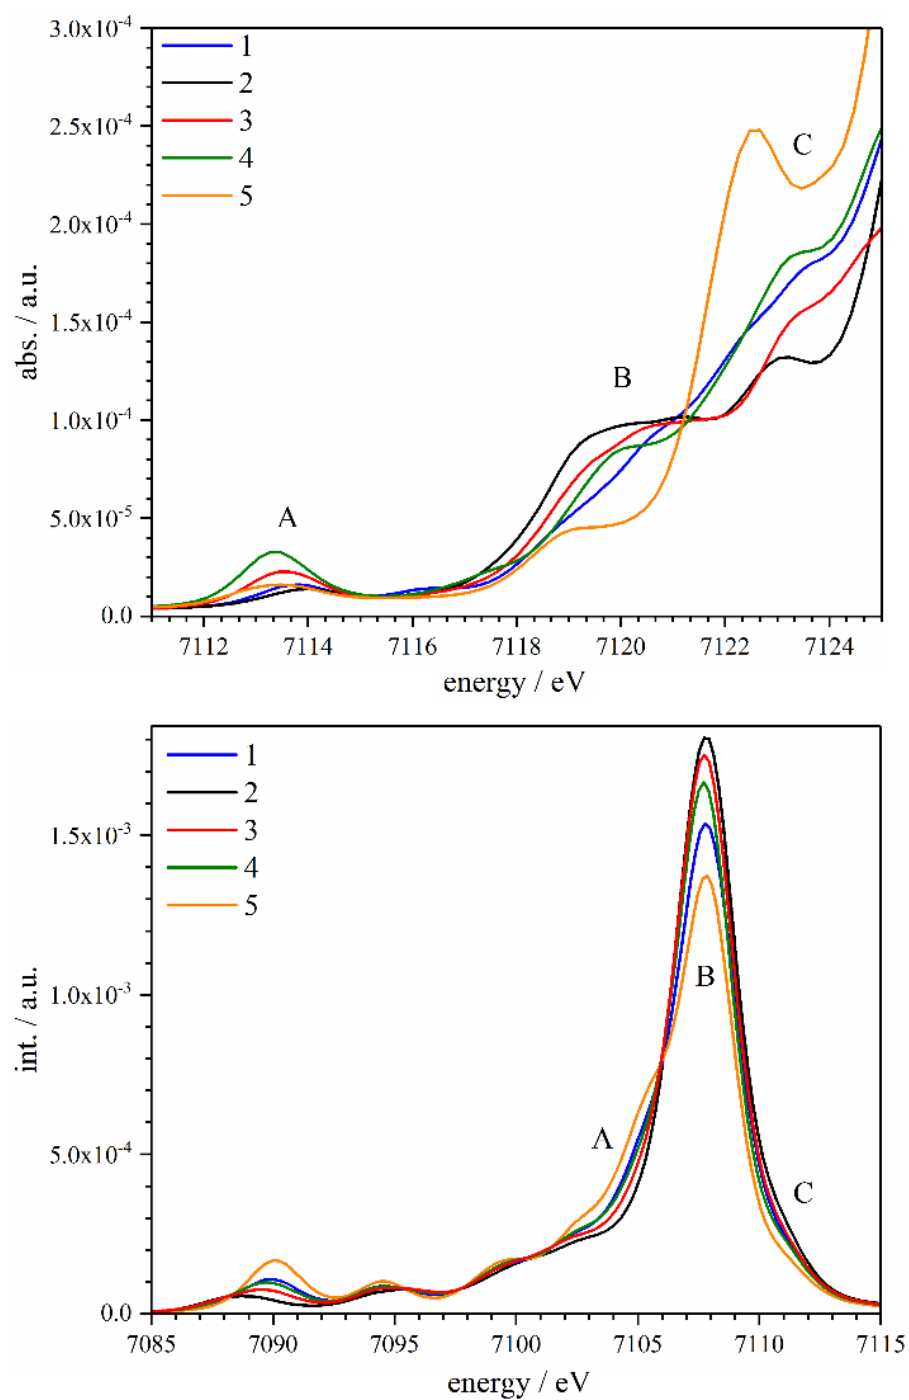 3.0x10⁻⁴
1
2
3
4
5
2.5x10⁻⁴
2.0x10⁻⁴
1.5x10⁻⁴
1.0x10⁻⁴
5.0x10⁻⁵
0.0
abs. / a.u.
A
B
C
7112
7114
7116
7118
7120
7122
7124
energy / eV
1
2
3
4
5
1.5x10⁻³
1.0x10⁻³
5.0x10⁻⁴
0.0
int. / a.u.
A
B
C
7085
7090
7095
7100
7105
7110
7115
energy / eV